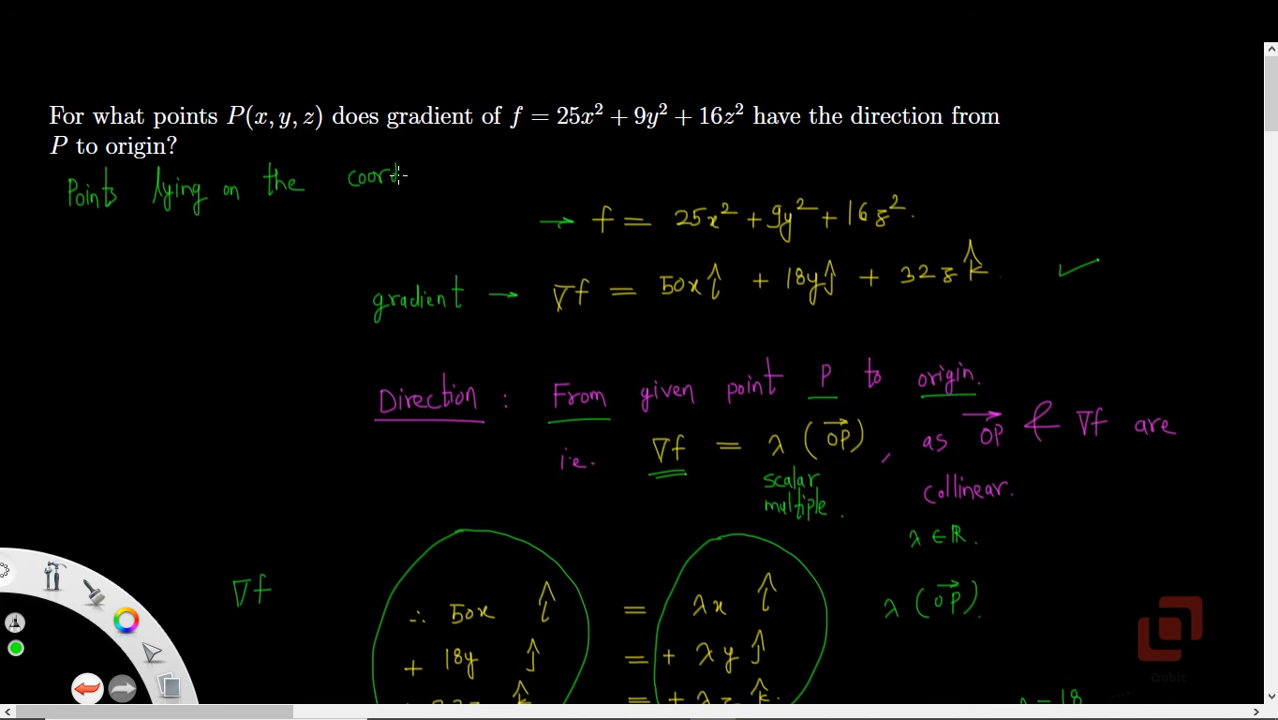 For what points P(x, y, z) does gradient of f = 25x² + 9y² + 16z² have the direction from
P to origin?
Points lying on the coord
→ f = 25x² + 9y² + 16z².
gradient → ∇f = 50x î + 18y ĵ + 32z k̂
Direction : From given point P to origin.
i.e. ∇f = λ (OP⃗), as OP⃗ & ∇f are
scalar
multiple.
collinear.
λ ∈ ℝ.
∇f
∴ 50x î = λx î
λ (OP⃗).
+ 18y ĵ = + λy ĵ
Qubit